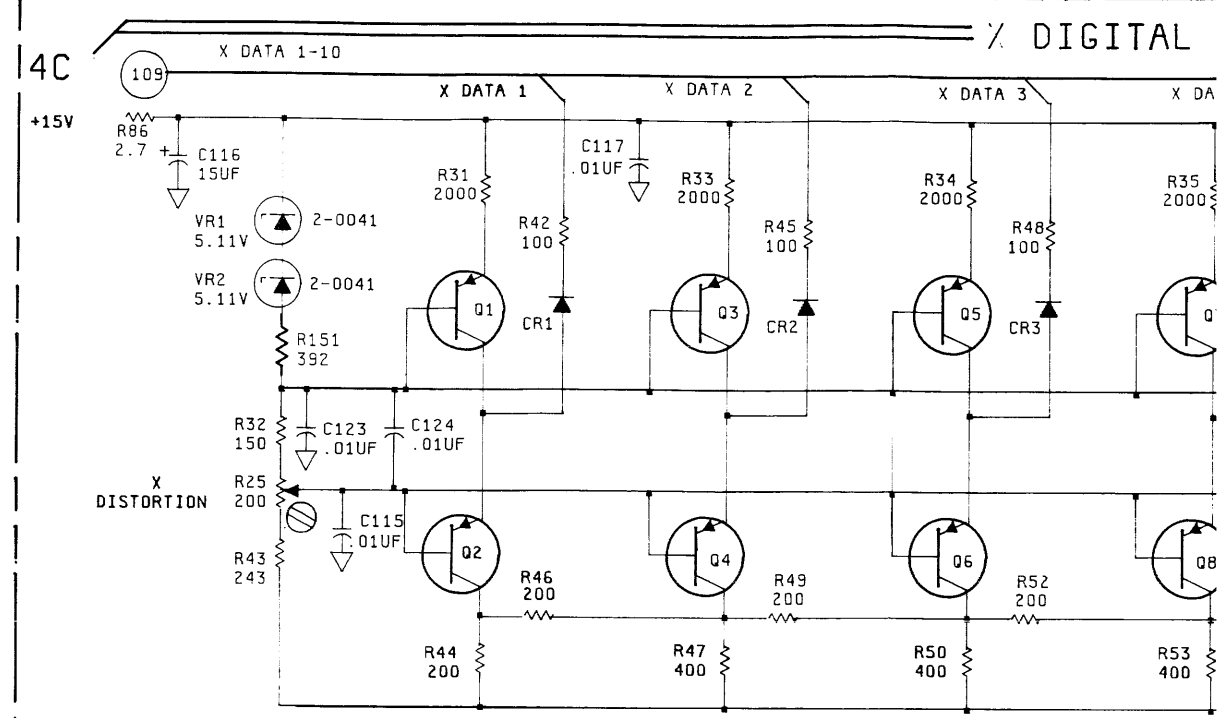 X DIGITAL
X DATA 1-10
4C
109
X DATA 1
X DATA 2
X DATA 3
X DA
+15V
R86
2.7
+
C116
15UF
R31
2000
C117
.01UF
R33
2000
R34
2000
R35
2000
VR1
5.11V
2-0041
R42
100
R45
100
R48
100
VR2
5.11V
2-0041
Q1
CR1
Q3
CR2
Q5
CR3
R151
392
R32
150
C123
.01UF
C124
.01UF
X
DISTORTION
R25
200
C115
.01UF
R43
243
Q2
Q4
Q6
Q8
R46
200
R49
200
R52
200
R44
200
R47
400
R50
400
R53
400